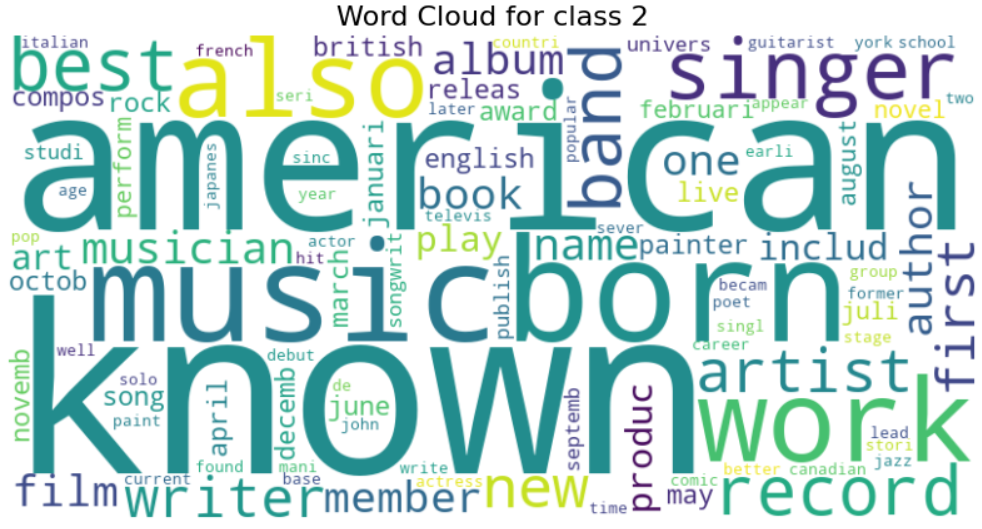 Word Cloud for class 2
italian french british countri univers guitarist york school
best also album band singer
compos rock seri releas later award popular februari appear novel two
american
studi perform japanes sinc januari english one earli august
age year book live
televis
pop art musician actor hit march songwrit play sever name painter includ author first
octob music publish born becam group
poet former
singl juli
career stage
known
novemb well debut de artist
solo song april decemb june septemb produc work
paint john lead
stori
jazz
found mani write better canadian
film current base actress new comic record
writer member time may